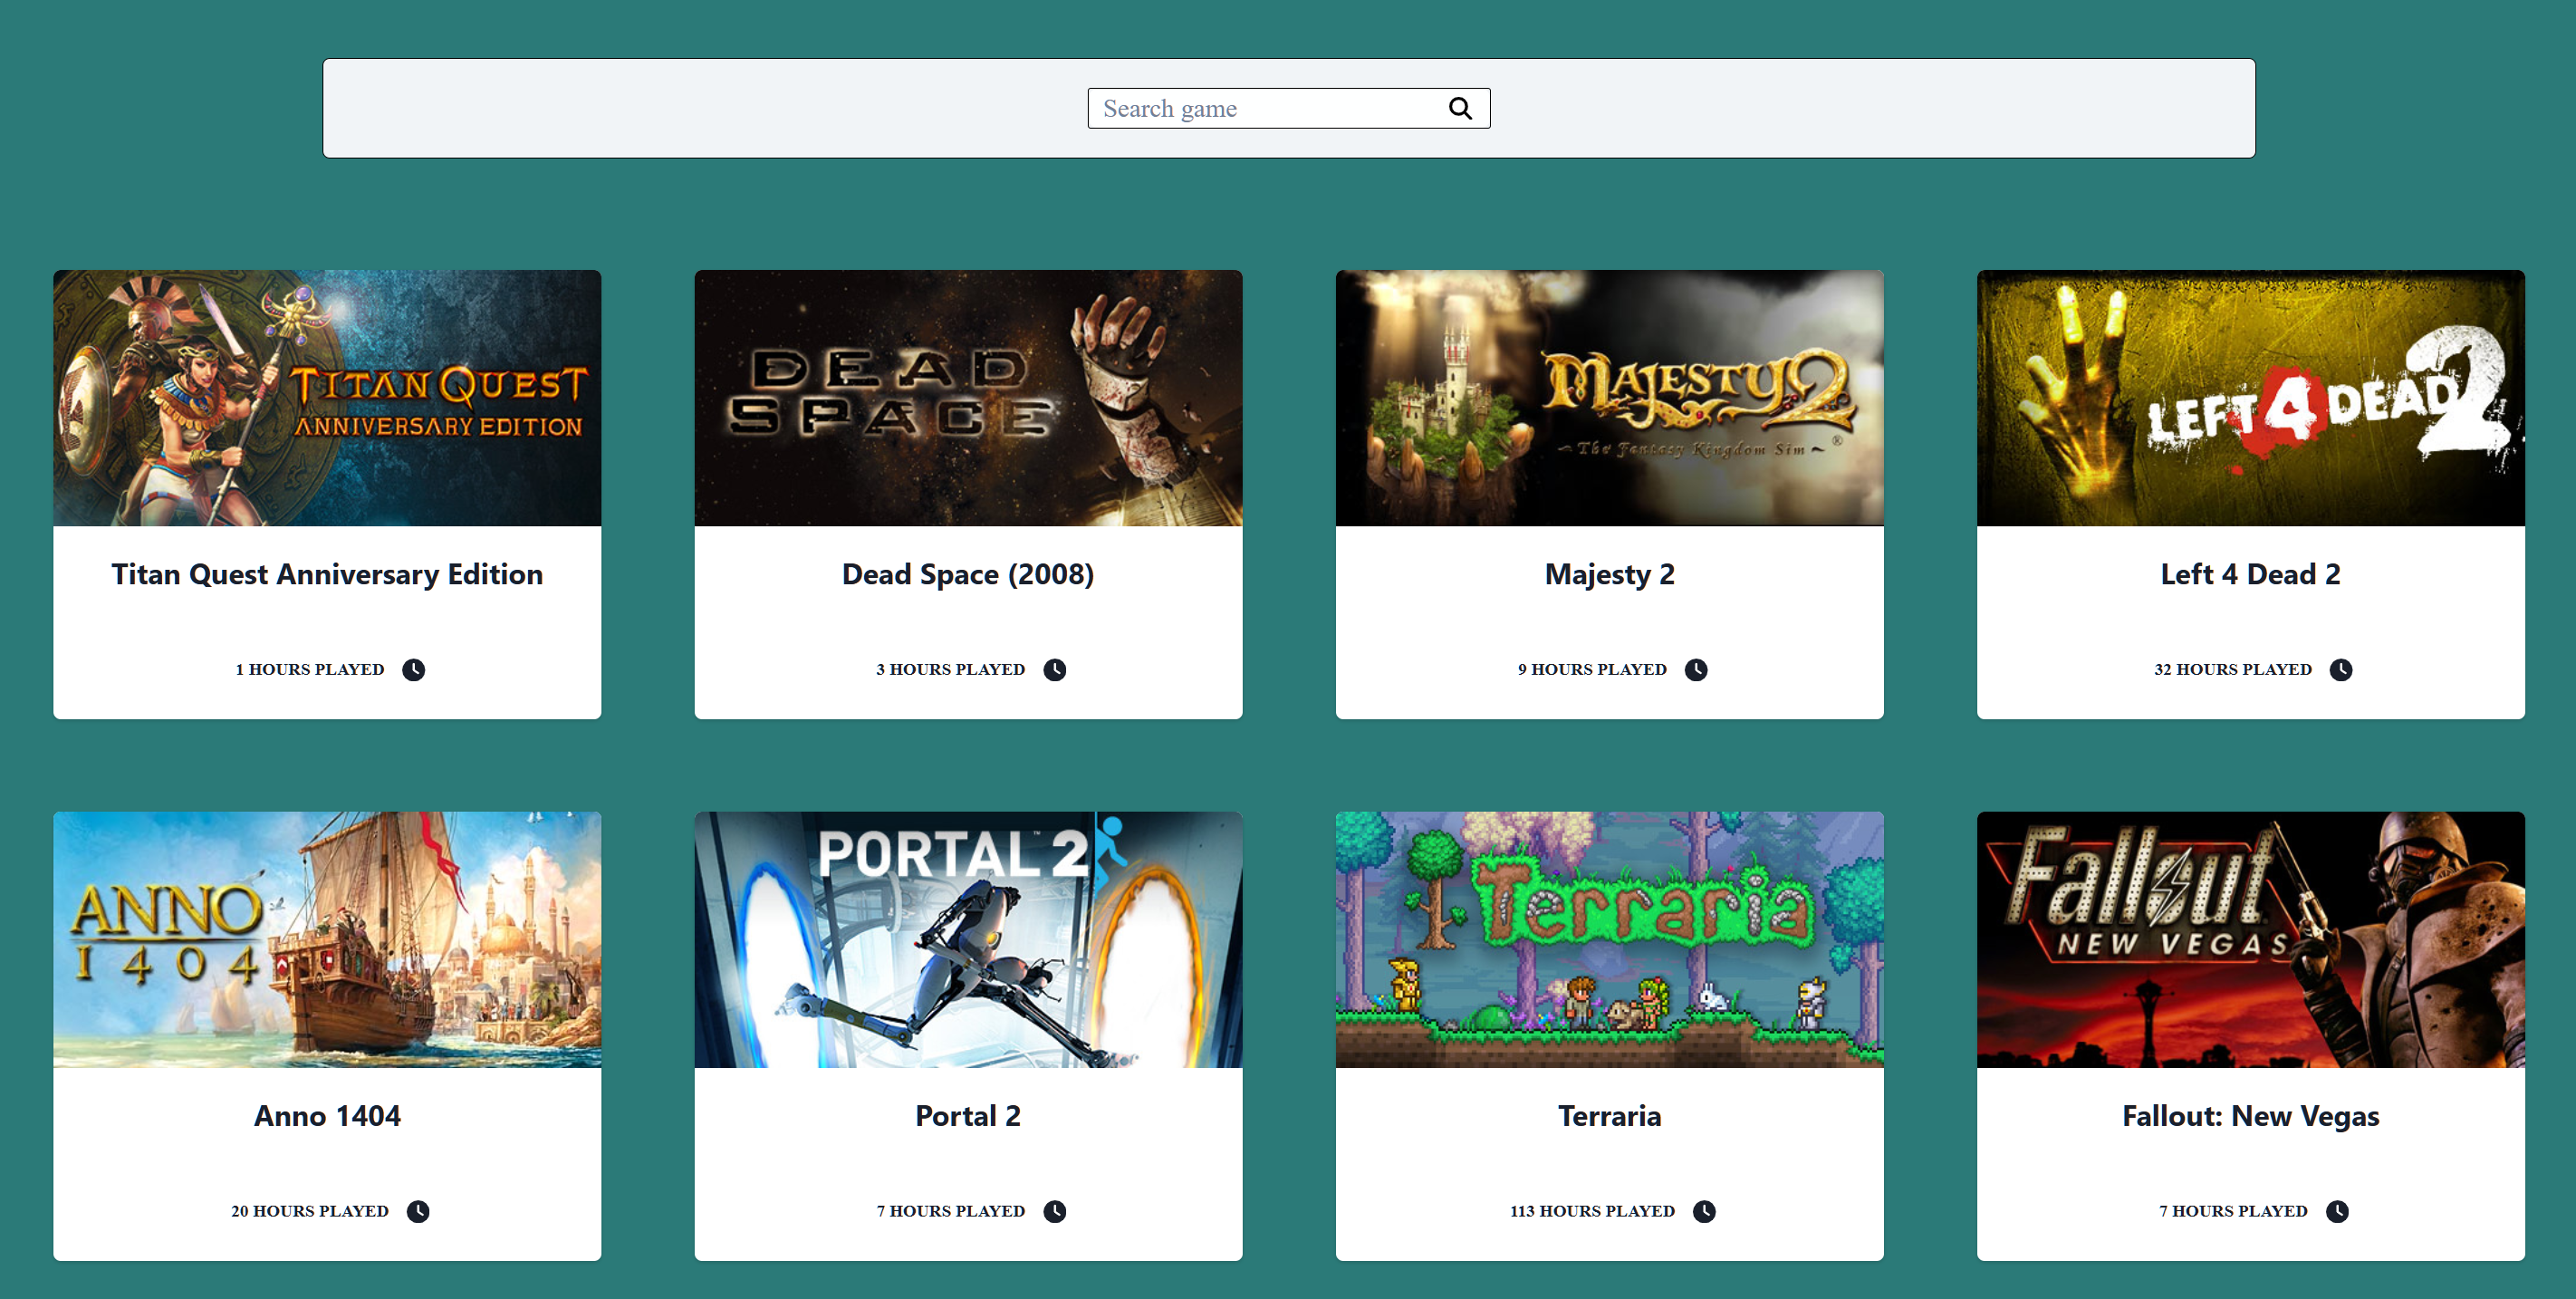 Search game
TITAN QUEST
ANNIVERSARY EDITION
DEAD
SPACE
MAJESTY 2
~ The Fantasy Kingdom Sim ~ ®
LEFT 4 DEAD 2
Titan Quest Anniversary Edition
Dead Space (2008)
Majesty 2
Left 4 Dead 2
1 HOURS PLAYED
3 HOURS PLAYED
9 HOURS PLAYED
32 HOURS PLAYED
ANNO
1404
PORTAL 2 ™
Terraria
Fallout
NEW VEGAS
Anno 1404
Portal 2
Terraria
Fallout: New Vegas
20 HOURS PLAYED
7 HOURS PLAYED
113 HOURS PLAYED
7 HOURS PLAYED